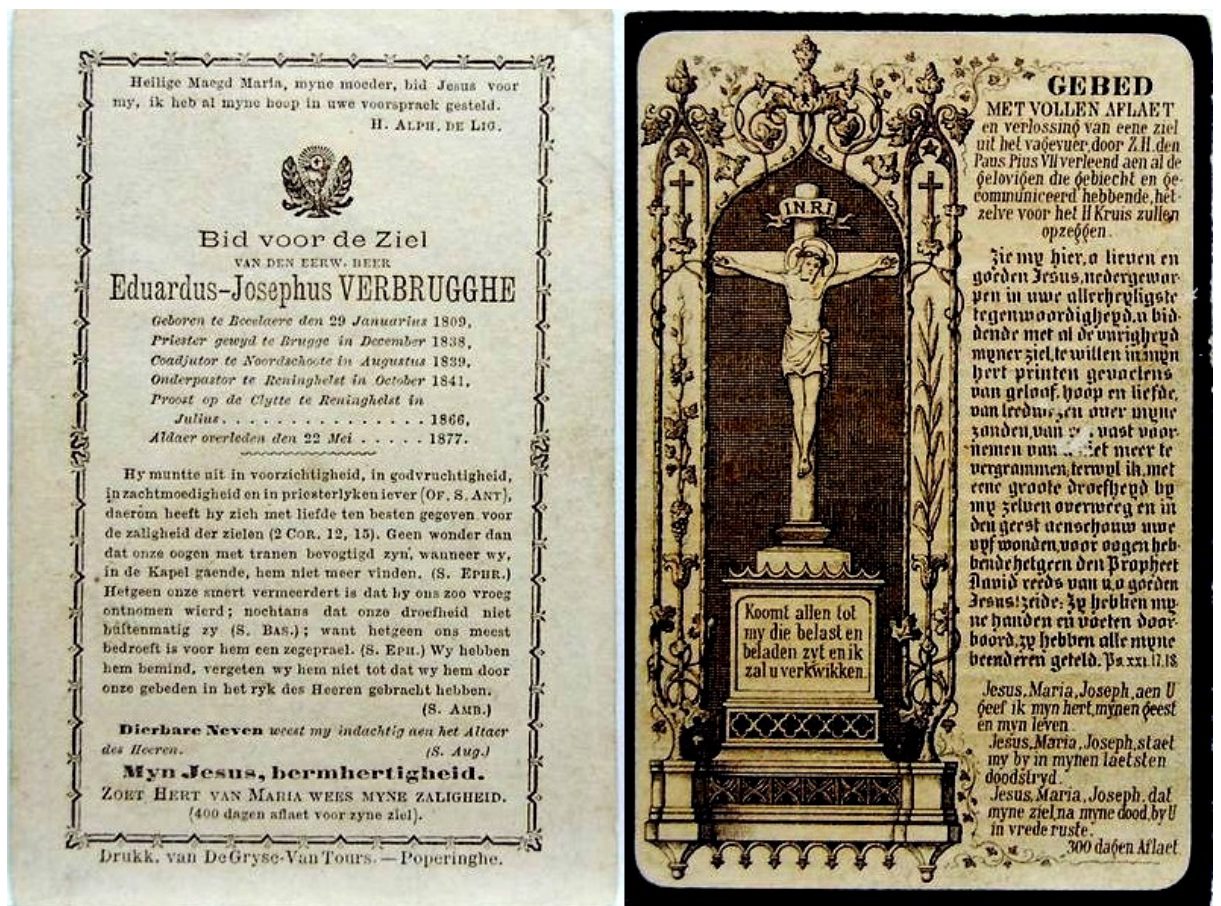 Heilige Maegd Maria, myne moeder, bid Jesus voor
my, ik heb al myne hoop in uwe voorspraek gesteld.
H. ALPH. DE LIG.
Bid voor de Ziel
VAN DEN EERW. HEER
Eduardus-Josephus VERBRUGGHE
Geboren te Becelaere den 29 Januarius 1809,
Priester gewyd te Brugge in December 1838,
Coadjutor te Noordschoote in Augustus 1839,
Onderpastor te Reninghelst in October 1841,
Proost op de Clytte te Reninghelst in
Julius. . . . . . . . . . . . . . . . 1866,
Aldaer overleden den 22 Mei . . . . . 1877.
Hy muntte uit in voorzichtigheid, in godvruchtigheid,
in zachtmoedigheid en in priesterlyken iever (OF. S. ANT),
daerom heeft hy zich met liefde ten besten gegeven voor
de zaligheid der zielen (2 COR. 12, 15). Geen wonder dan
dat onze oogen met tranen bevogtigd zyn, wanneer wy,
in de Kapel gaende, hem niet meer vinden. (S. EPHR.)
Hetgeen onze smert vermeerdert is dat hy ons zoo vroeg
ontnomen wierd; nochtans dat onze droefheid niet
buitenmatig zy (S. BAS.); want hetgeen ons meest
bedroeft is voor hem een zegeprael. (S. EPH.) Wy hebben
hem bemind, vergeten wy hem niet tot dat wy hem door
onze gebeden in het ryk des Heeren gebracht hebben.
(S. AMB.)
Dierbare Neven weest my indachtig aen het Altaer
des Heeren. (S. Aug.)
Myn Jesus, bermhertigheid.
ZOET HERT VAN MARIA WEES MYNE ZALIGHEID.
(400 dagen aflaet voor zyne ziel).
Drukk. van DeGryse-Van Tours. — Poperinghe.
I.N.R.I
Koomt allen tot
my die belast en
beladen zyt en ik
zal u verkwikken.
GEBED
MET VOLLEN AFLAET
en verlossing van eene ziel
uit het vagevuer, door Z.H. den
Paus Pius VII verleend aen al de
gelovigen die gebiecht en ge-
communiceerd hebbende, het-
zelve voor het H Kruis zullen
opzeggen.
Zie my hier, o lieven en
goeden Jesus, nedergewor-
pen in uwe allerheyligste
tegenwoordigheyd, u bid-
dende met al de vurigheyd
myner ziel, te willen in myn
hert printen gevoelens
van geloof, hoop en liefde,
van leedwezen over myne
zonden, van vast voor-
nemen van u niet meer te
vergrammen; terwyl ik, met
eene groote droefheyd by
my zelven overweeg en in
den geest aenschouw uwe
vyf wonden, voor oogen heb-
bende hetgeen den Propheet
David reeds van u, o goeden
Jesus! zeide: Zy hebben my-
ne handen en voeten door-
boord, zy hebben alle myne
beenderen geteld. Ps. XXI. 17.18.
Jesus, Maria, Joseph, aen U
geef ik myn hert, mynen geest
en myn leven.
Jesus, Maria, Joseph, staet
my by in mynen laetsten
doodstryd.
Jesus, Maria, Joseph, dat
myne ziel, na myne dood, by U
in vrede ruste.
300 dagen Aflaet